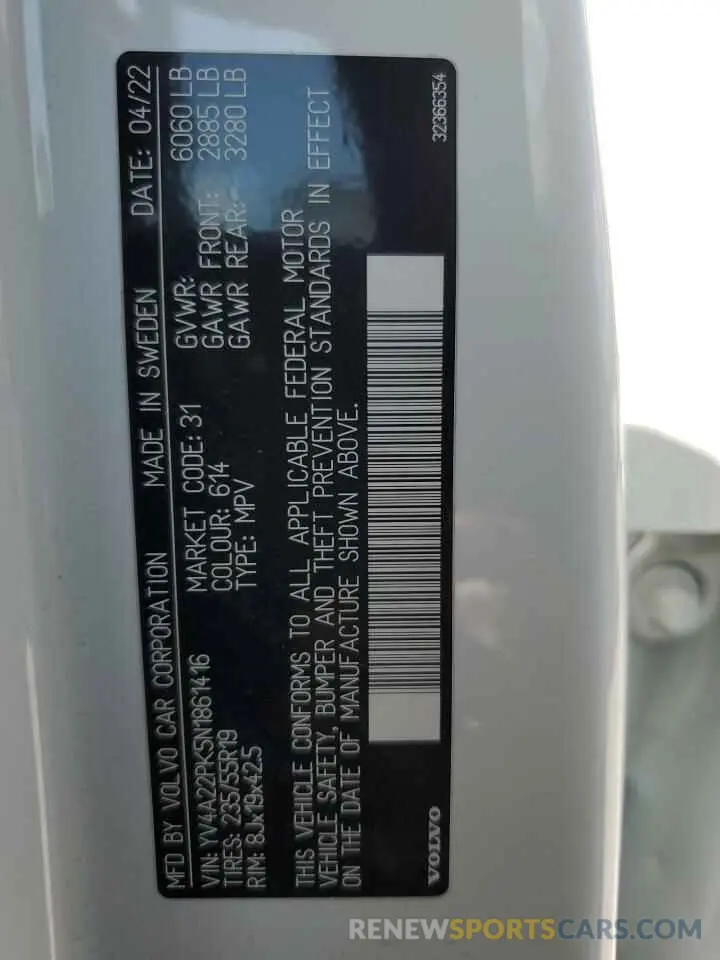 MFD BY VOLVO CAR CORPORATION MADE IN SWEDEN DATE: 04/22
VIN: YV4A22PK5N1861416 MARKET CODE: 31 GVWR: 6060 LB
TIRES: 235/55R19 COLOUR: 614 GAWR FRONT: 2885 LB
RIM: 8Jx19x42.5 TYPE: MPV GAWR REAR: 3280 LB
THIS VEHICLE CONFORMS TO ALL APPLICABLE FEDERAL MOTOR
VEHICLE SAFETY, BUMPER AND THEFT PREVENTION STANDARDS IN EFFECT
ON THE DATE OF MANUFACTURE SHOWN ABOVE.
VOLVO 32366354
RENEWSPORTSCARS.COM